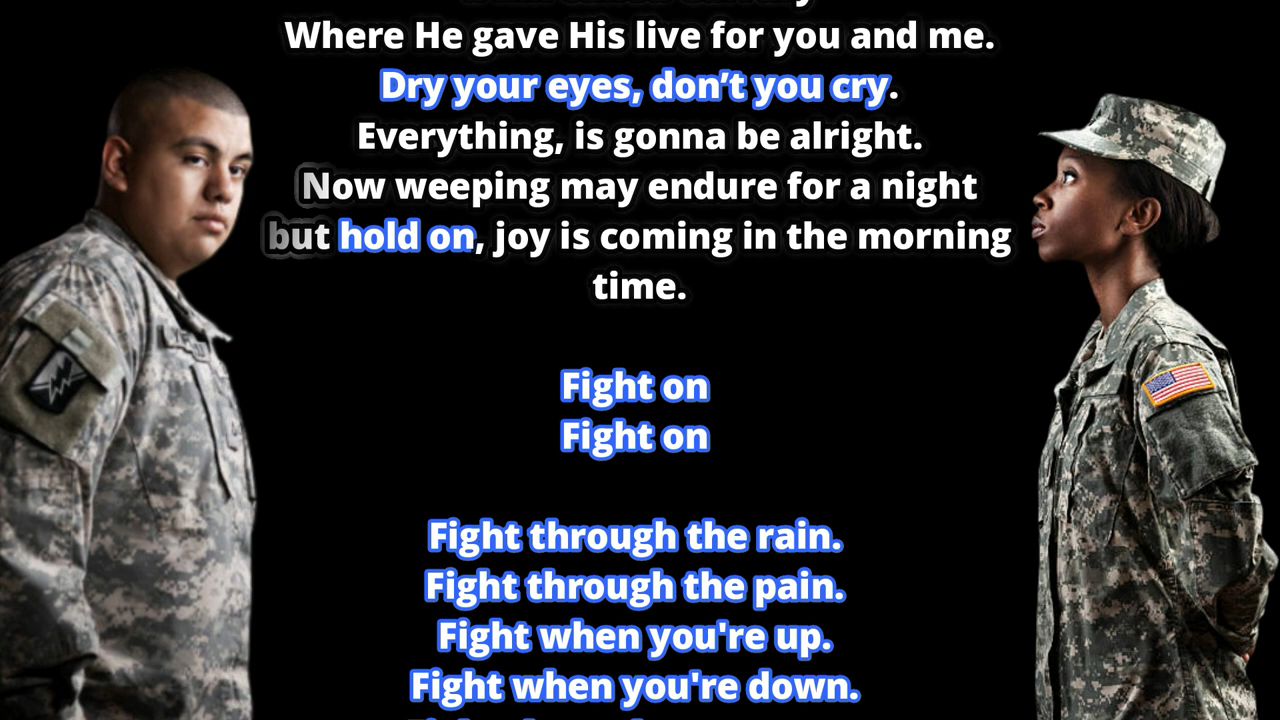 Where He gave His live for you and me.
Dry your eyes, don’t you cry.
Everything, is gonna be alright.
Now weeping may endure for a night
but hold on, joy is coming in the morning
time.
Fight on
Fight on
Fight through the rain.
Fight through the pain.
Fight when you're up.
Fight when you're down.